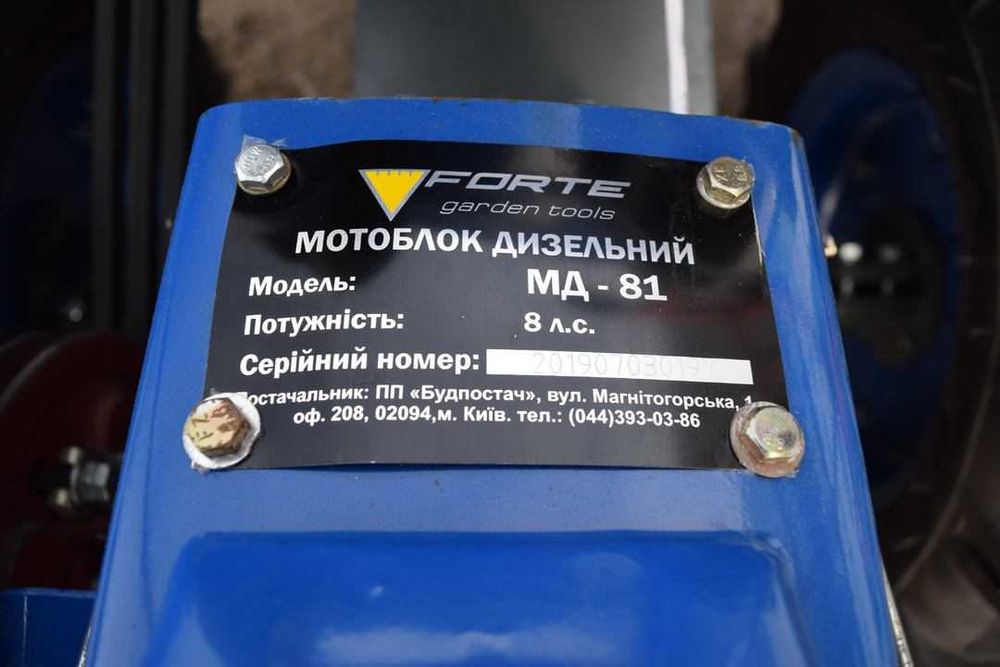 FORTE
garden tools
МОТОБЛОК ДИЗЕЛЬНИЙ
Модель: МД - 81
Потужність: 8 л.с.
Серійний номер:
Постачальник: ПП «Будпостач», вул. Магнітогорська, 1
оф. 208, 02094,м. Київ. тел.: (044)393-03-86